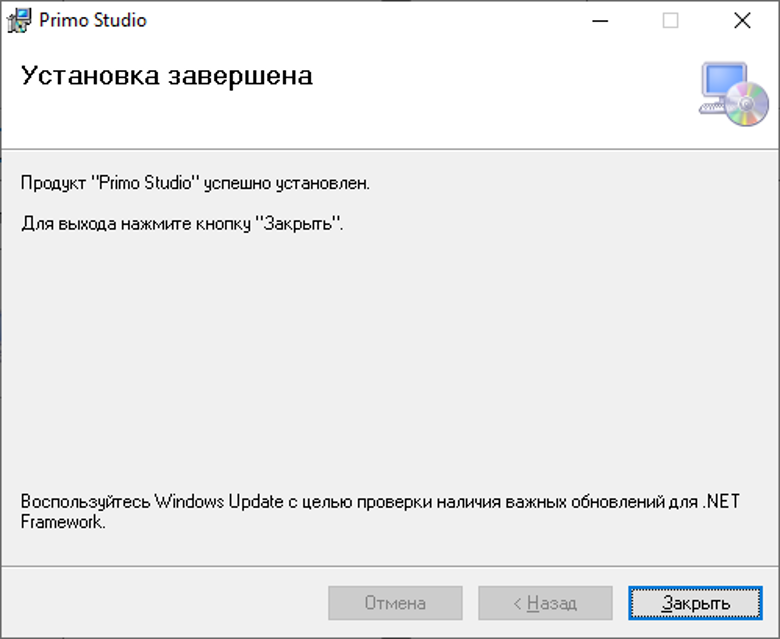 Primo Studio
Установка завершена
Продукт "Primo Studio" успешно установлен.
Для выхода нажмите кнопку "Закрыть".
Воспользуйтесь Windows Update с целью проверки наличия важных обновлений для .NET
Framework.
Отмена
< Назад
Закрыть